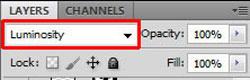 LAYERS CHANNELS
Luminosity Opacity: 100%
Lock: Fill: 100%